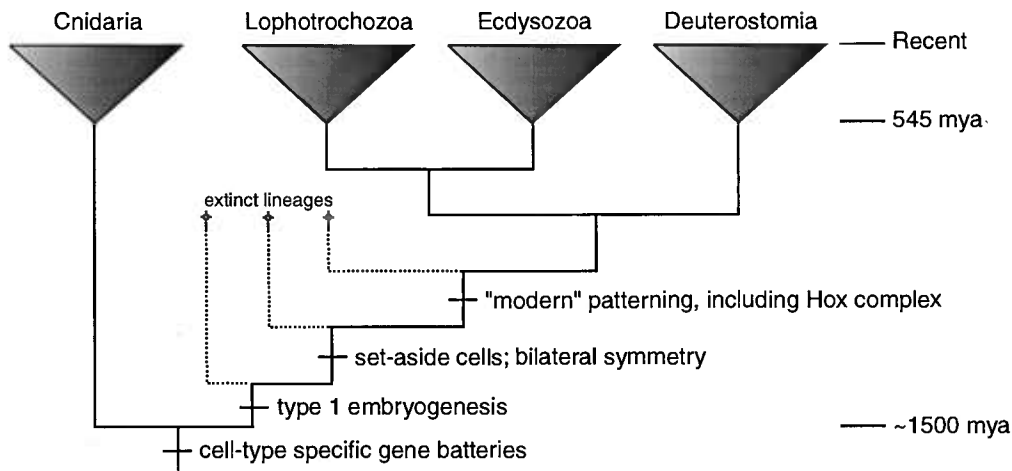 Cnidaria
Lophotrochozoa
Ecdysozoa
Deuterostomia
Recent
545 mya
extinct lineages
"modern" patterning, including Hox complex
set-aside cells; bilateral symmetry
type 1 embryogenesis
~1500 mya
cell-type specific gene batteries